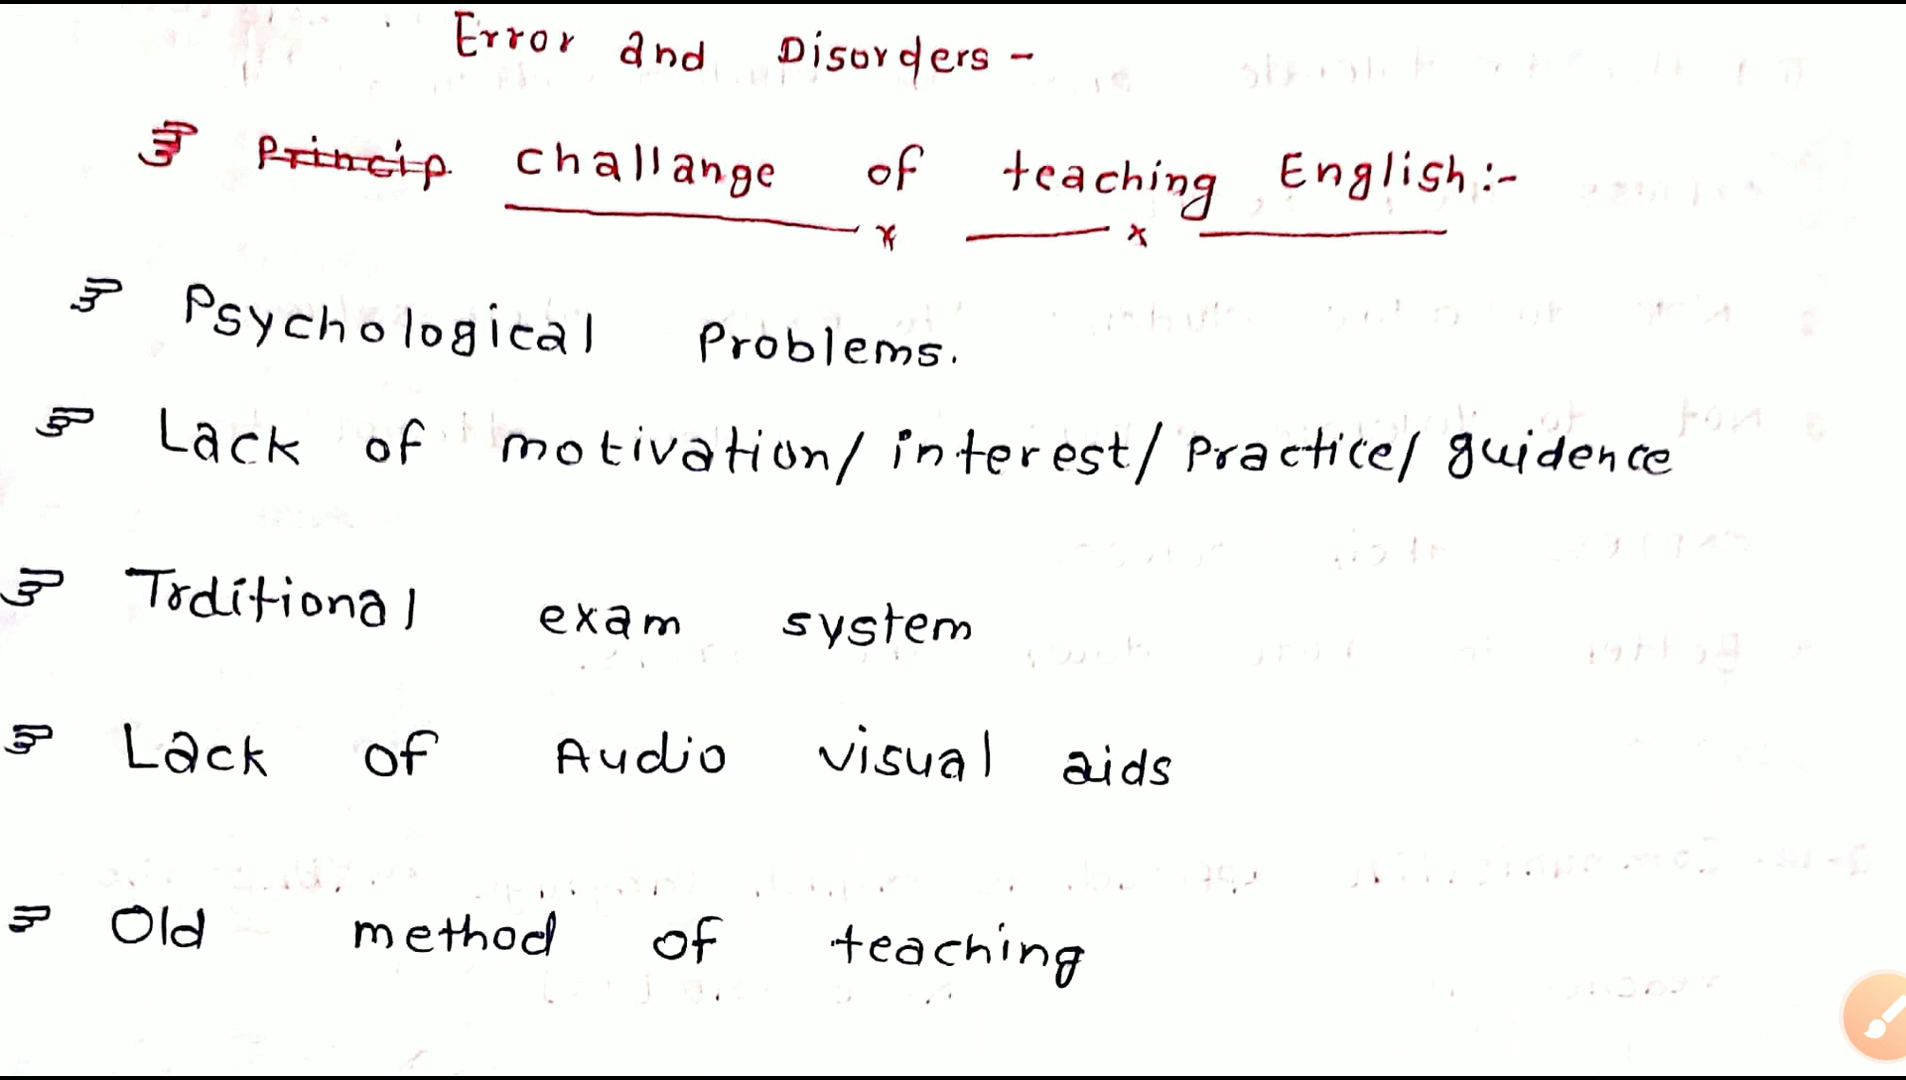 Error and Disorders -
Princip challange of teaching English:-
Psychological Problems.
Lack of motivation/ interest/ Practice/ guidence
Trditional exam system
Lack of Audio visual aids
Old method of teaching